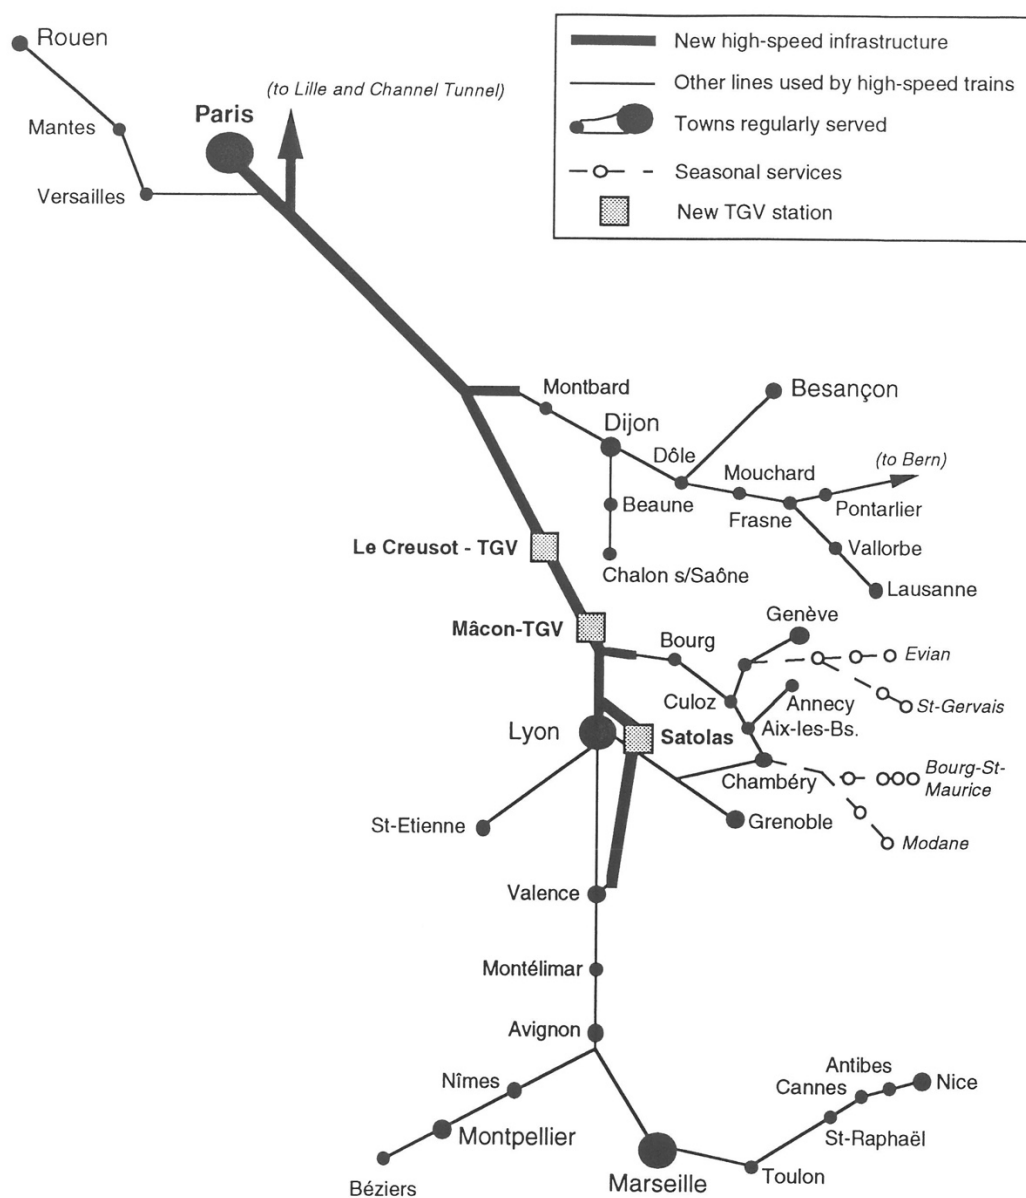 Rouen
New high-speed infrastructure
Other lines used by high-speed trains
(to Lille and Channel Tunnel)
Paris
Mantes
Towns regularly served
Seasonal services
Versailles
New TGV station
Montbard
Besançon
Dijon
Dôle
Mouchard
(to Bern)
Beaune
Frasne
Pontarlier
Le Creusot - TGV
Vallorbe
Chalon s/Saône
Lausanne
Genève
Mâcon-TGV
Bourg
Evian
Culoz
Annecy
St-Gervais
Lyon
Satolas
Aix-les-Bs.
Chambéry
Bourg-St-
Maurice
St-Etienne
Grenoble
Modane
Valence
Montélimar
Avignon
Antibes
Nîmes
Cannes
Nice
Montpellier
St-Raphaël
Toulon
Béziers
Marseille